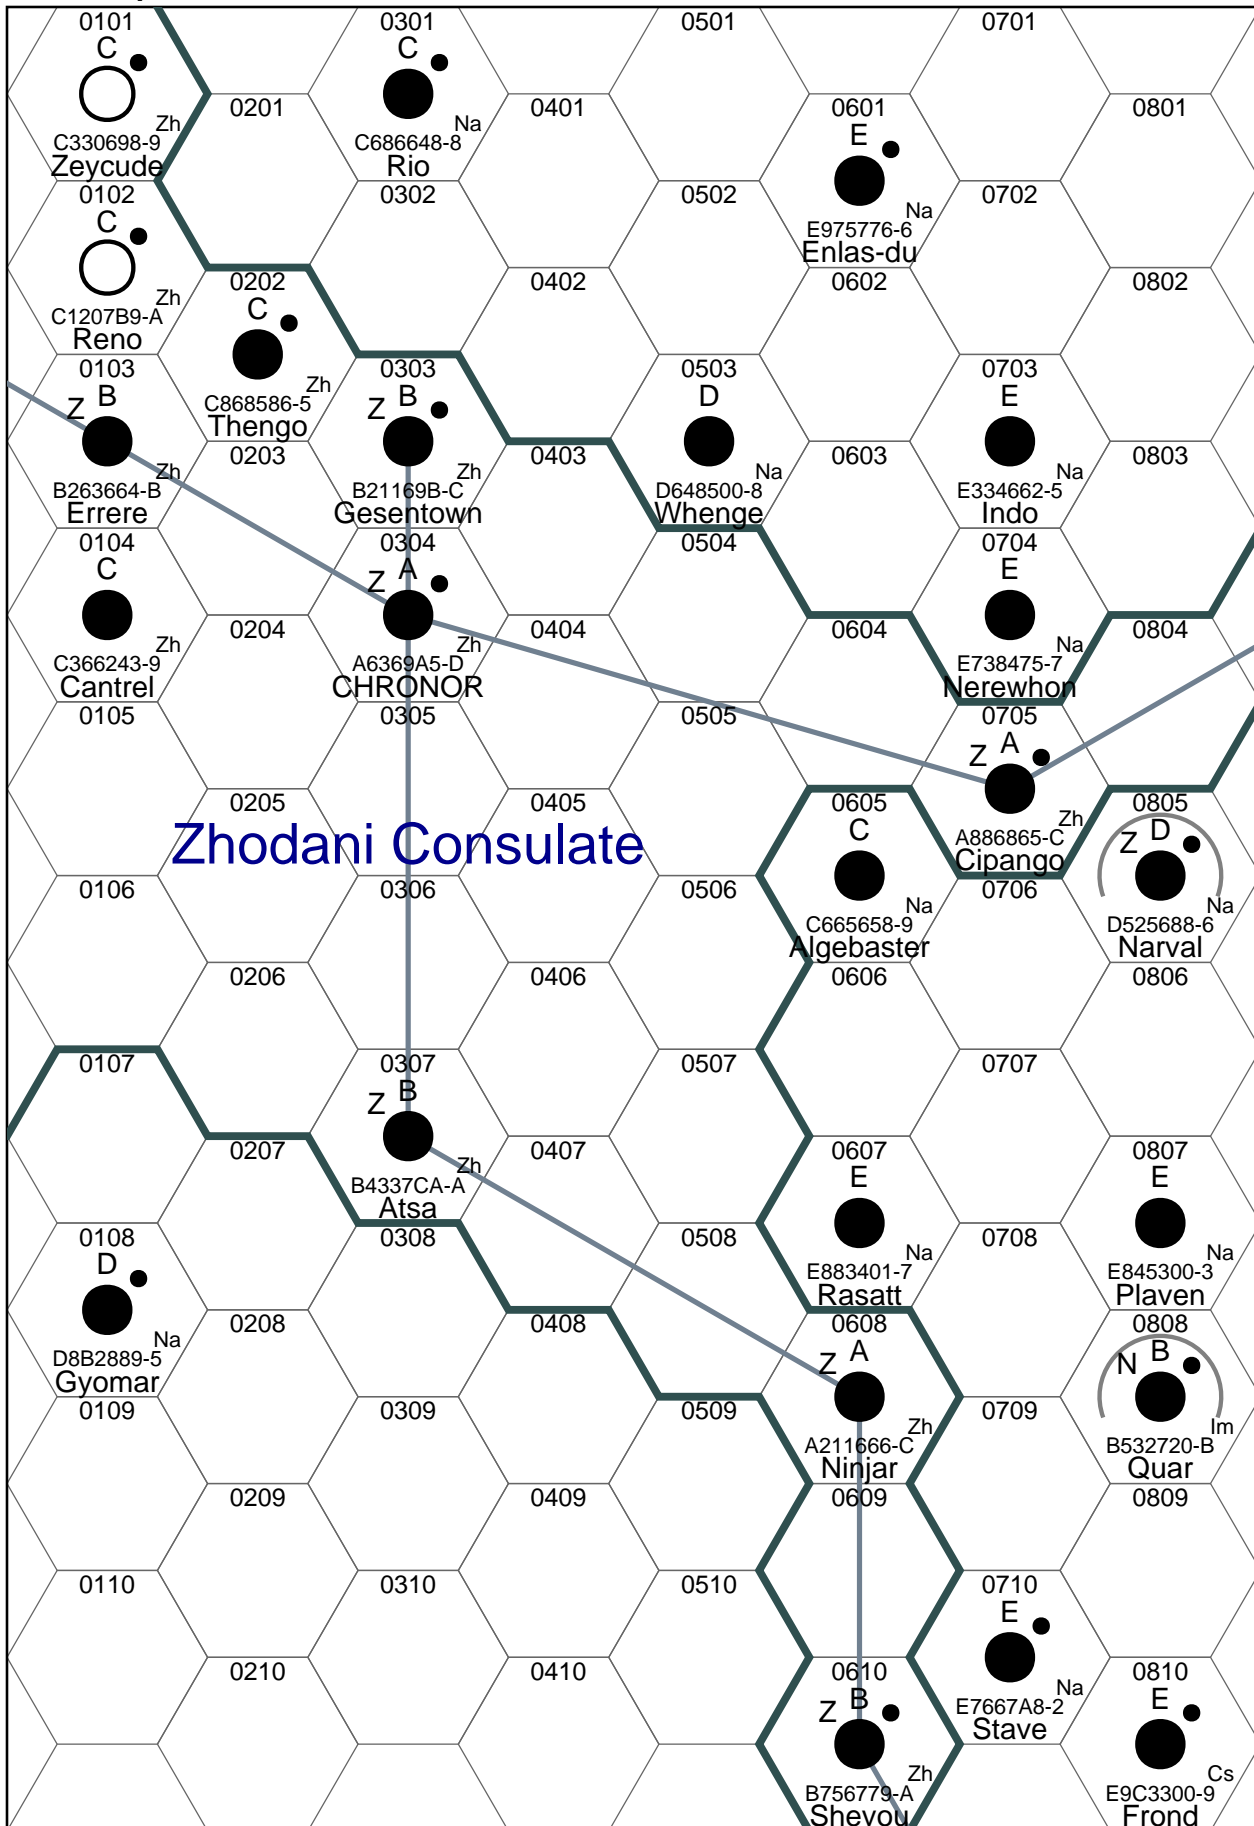 0101
C
Zh
C330698-9
Zeycude
0301
C
Na
C686648-8
Rio
0501
0701
0201
0401
0601
E
Na
E975776-6
Enlas-du
0801
0102
C
Zh
C1207B9-A
Reno
0302
0502
0702
0202
C
Zh
C868586-5
Thengo
0402
0602
0802
0103
Z B
Zh
B263664-B
Errere
0303
Z B
Zh
B21169B-C
Gesentown
0503
D
Na
D648500-8
Whenge
0703
E
Na
E334662-5
Indo
0203
0403
0603
0803
0104
C
Zh
C366243-9
Cantrel
0304
Z A
Zh
A6369A5-D
CHRONOR
0504
0704
E
Na
E738475-7
Nerewhon
0204
0404
0604
0804
0105
0305
0505
0705
Z A
Zh
A886865-C
Cipango
0205
0405
0605
C
Na
C665658-9
Algebaster
0805
Z D
Na
D525688-6
Narval
Zhodani Consulate
0106
0306
0506
0706
0206
0406
0606
0806
0107
0307
Z B
Zh
B4337CA-A
Atsa
0507
0707
0207
0407
0607
E
Na
E883401-7
Rasatt
0807
E
Na
E845300-3
Plaven
0108
D
Na
D8B2889-5
Gyomar
0308
0508
0708
0208
0408
0608
Z A
Zh
A211666-C
Ninjar
0808
N B
Im
B532720-B
Quar
0109
0309
0509
0709
0209
0409
0609
0809
0110
0310
0510
0710
E
Na
E7667A8-2
Stave
0210
0410
0610
Z B
Zh
B756779-A
Shevou
0810
E
Cs
E9C3300-9
Frond